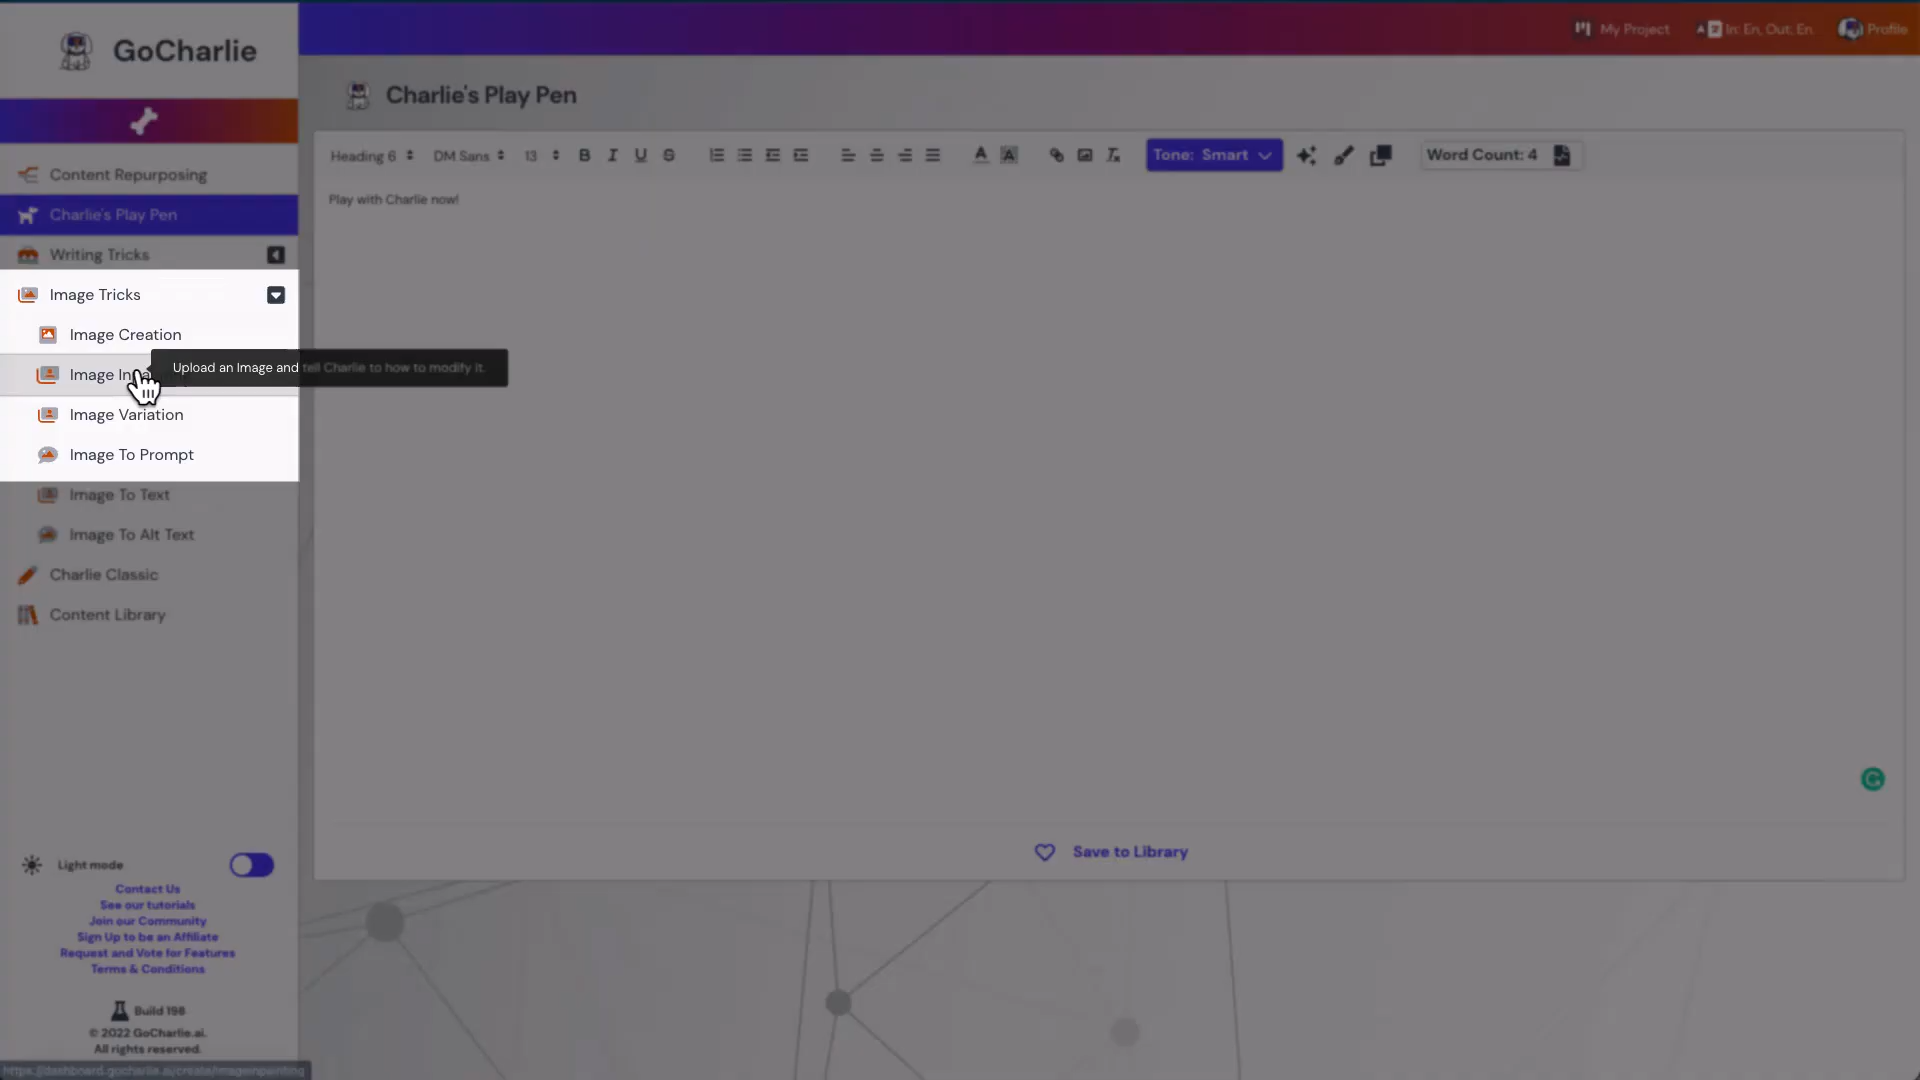 GoCharlie
My Project
In: En, Out: En
Profile
Charlie's Play Pen
Heading 6
DM Sans
13
B I U S
A A
Tone: Smart
Word Count: 4
Play with Charlie now!
Content Repurposing
Charlie's Play Pen
Writing Tricks
Image Tricks
Image Creation
Image
Upload an Image and tell Charlie to how to modify it.
Image Variation
Image To Prompt
Image To Text
Image To Alt Text
Charlie Classic
Content Library
Save to Library
Light mode
Contact Us
See our tutorials
Join our Community
Sign Up to be an Affiliate
Request and Vote for Features
Terms & Conditions
Build 198
© 2022 GoCharlie.ai.
All rights reserved.
https://dashboard.gocharlie.ai/create/imageinpainting